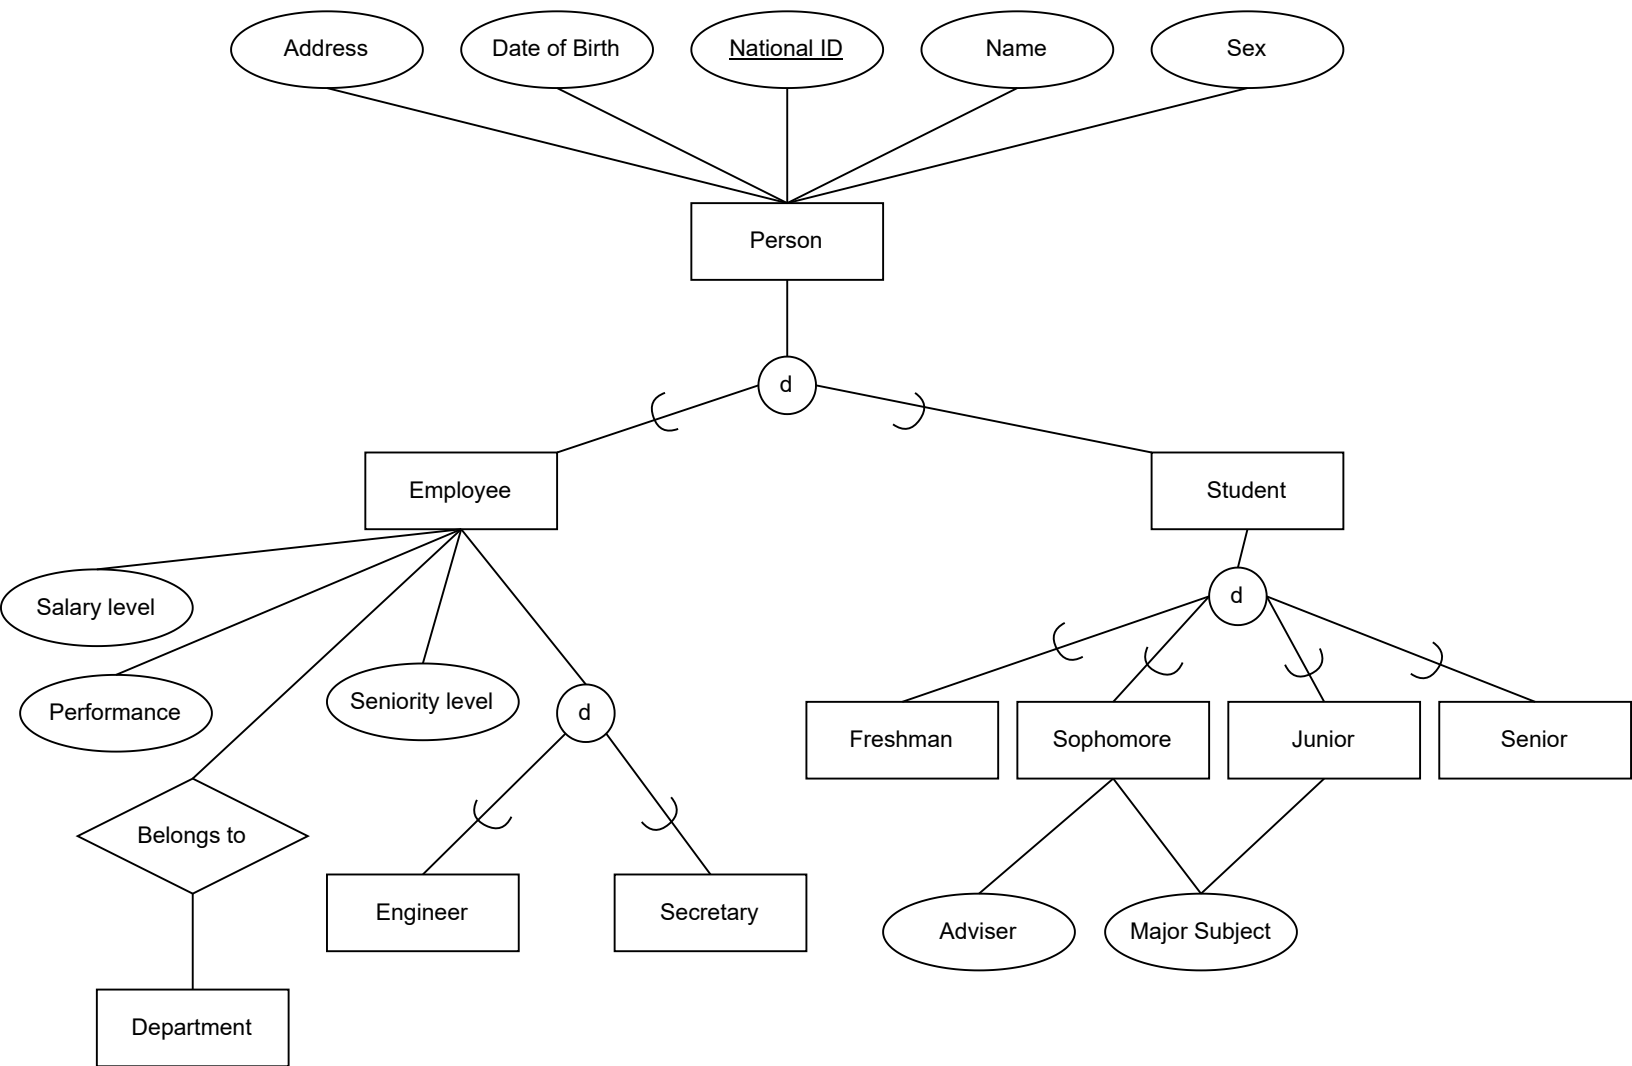 Address
Date of Birth
National ID
Name
Sex
Person
d
Employee
Student
d
Salary level
Performance
Seniority level
d
Freshman
Sophomore
Junior
Senior
Belongs to
Engineer
Secretary
Adviser
Major Subject
Department